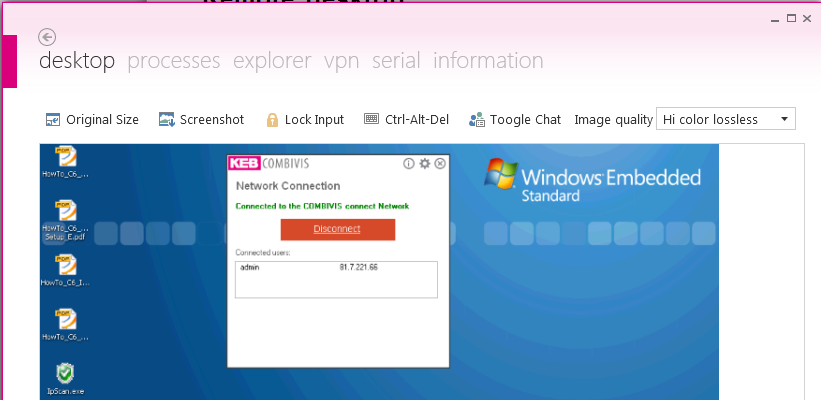 Remote desktop
desktop processes explorer vpn serial information
Original Size Screenshot Lock Input Ctrl-Alt-Del Toogle Chat Image quality Hi color lossless
HowTo_C6_...
HowTo_C6_...
Setup_E.pdf
HowTo_C6_I...
HowTo_C6_...
IpScan.exe
KEB COMBIVIS
Network Connection
Connected to the COMBIVIS connect Network
Disconnect
Connected users:
admin 81.7.221.66
Windows Embedded
Standard